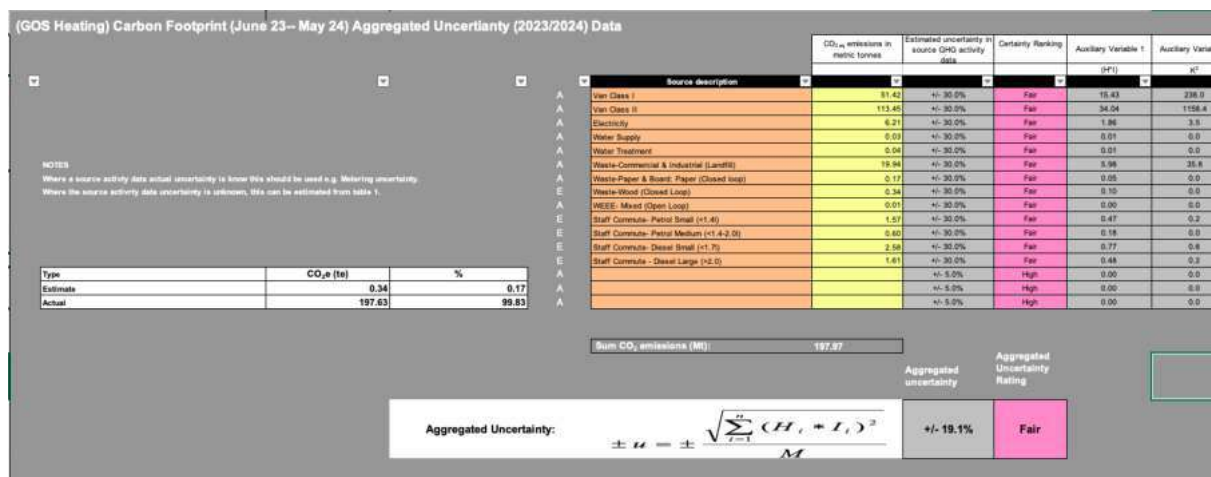 (GOS Heating) Carbon Footprint (June 23-- May 24) Aggregated Uncertianty (2023/2024) Data
CO₂ eq emissions in metric tonnes Estimated uncertainty in source GHG activity data Certainty Ranking Auxiliary Variable 1 Auxiliary Varia
(H*I) K²
Source description
A Van Class I 51.42 +/- 30.0% Fair 15.43 238.0
A Van Class II 113.45 +/- 30.0% Fair 34.04 1158.4
A Electricity 6.21 +/- 30.0% Fair 1.86 3.5
A Water Supply 0.03 +/- 30.0% Fair 0.01 0.0
A Water Treatment 0.04 +/- 30.0% Fair 0.01 0.0
NOTES A Waste-Commercial & Industrial (Landfill) 19.94 +/- 30.0% Fair 5.98 35.8
Where a source activity data actual uncertainty is know this should be used e.g. Metering uncertainty. A Waste-Paper & Board: Paper (Closed loop) 0.17 +/- 30.0% Fair 0.05 0.0
Where the source activity data uncertainty is unknown, this can be estimated from table 1. E Waste-Wood (Closed Loop) 0.34 +/- 30.0% Fair 0.10 0.0
A WEEE- Mixed (Open Loop) 0.01 +/- 30.0% Fair 0.00 0.0
E Staff Commute- Petrol Small (<1.4l) 1.57 +/- 30.0% Fair 0.47 0.2
E Staff Commute- Petrol Medium (<1.4-2.0l) 0.60 +/- 30.0% Fair 0.18 0.0
E Staff Commute- Diesel Small (<1.7l) 2.58 +/- 30.0% Fair 0.77 0.6
E Staff Commute - Diesel Large (>2.0) 1.61 +/- 30.0% Fair 0.48 0.2
Type CO₂e (te) % A +/- 5.0% High 0.00 0.0
Estimate 0.34 0.17 A +/- 5.0% High 0.00 0.0
Actual 197.63 99.83 A +/- 5.0% High 0.00 0.0
Sum CO₂ emissions (Mt): 197.97
Aggregated uncertainty Aggregated Uncertainty Rating
Aggregated Uncertainty: ± u = ± √∑ i=1 n (H i * I i)² / M +/- 19.1% Fair